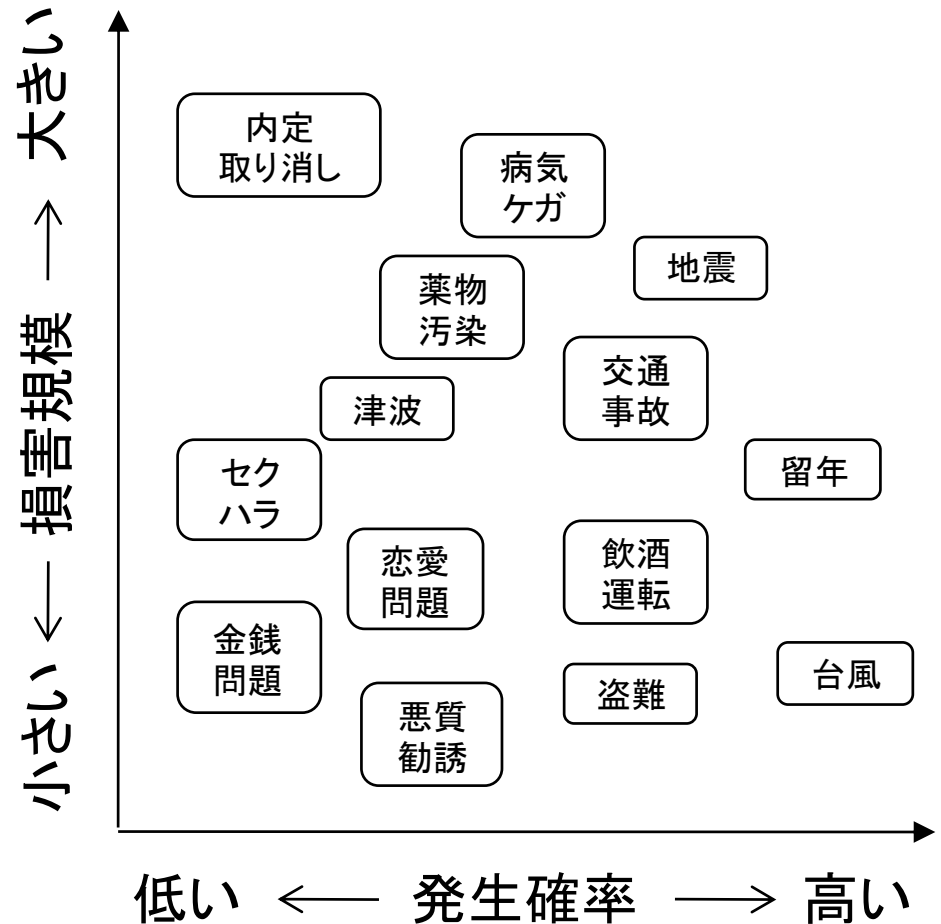 大きい
↑
損害規模
↓
小さい
内定
取り消し
病気
ケガ
地震
薬物
汚染
交通
事故
津波
セク
ハラ
留年
恋愛
問題
飲酒
運転
金銭
問題
悪質
勧誘
盗難
台風
低い ← 発生確率 → 高い